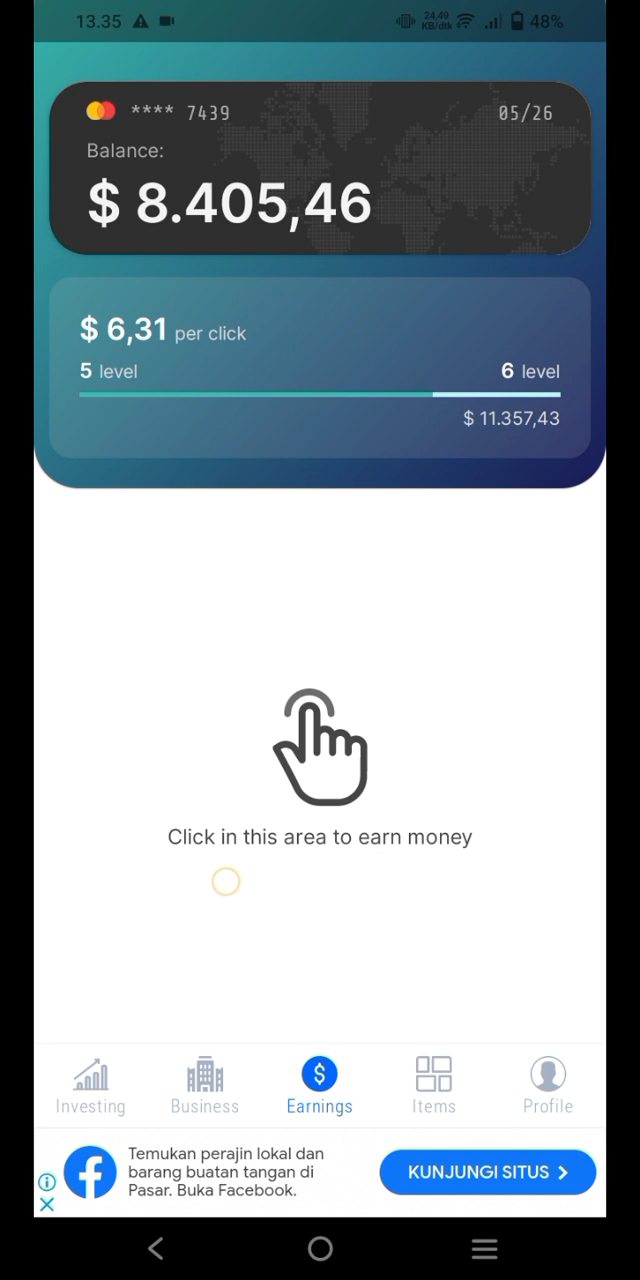 13.35
24,49
KB/dtk
48%
**** 7439
05/26
Balance:
$ 8.405,46
$ 6,31 per click
5 level
6 level
$ 11.357,43
Click in this area to earn money
Investing
Business
$
Earnings
Items
Profile
Temukan perajin lokal dan
barang buatan tangan di
Pasar. Buka Facebook.
KUNJUNGI SITUS